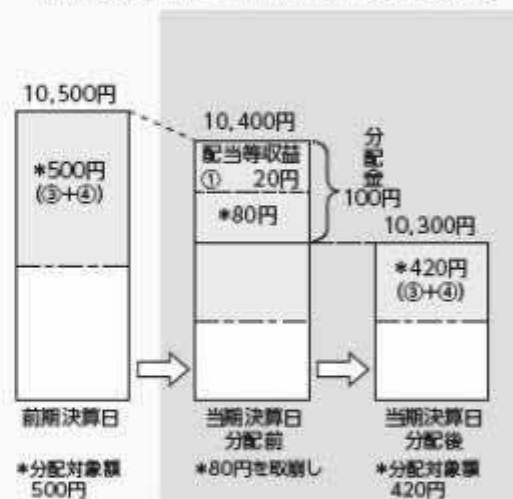 10,500円
*500円
(③+④)
10,400円
配当等収益
① 20円
*80円
分配金
100円
10,300円
*420円
(③+④)
前期決算日
当期決算日
分配前
当期決算日
分配後
*分配対象額
500円
*80円を取崩し
*分配対象額
420円